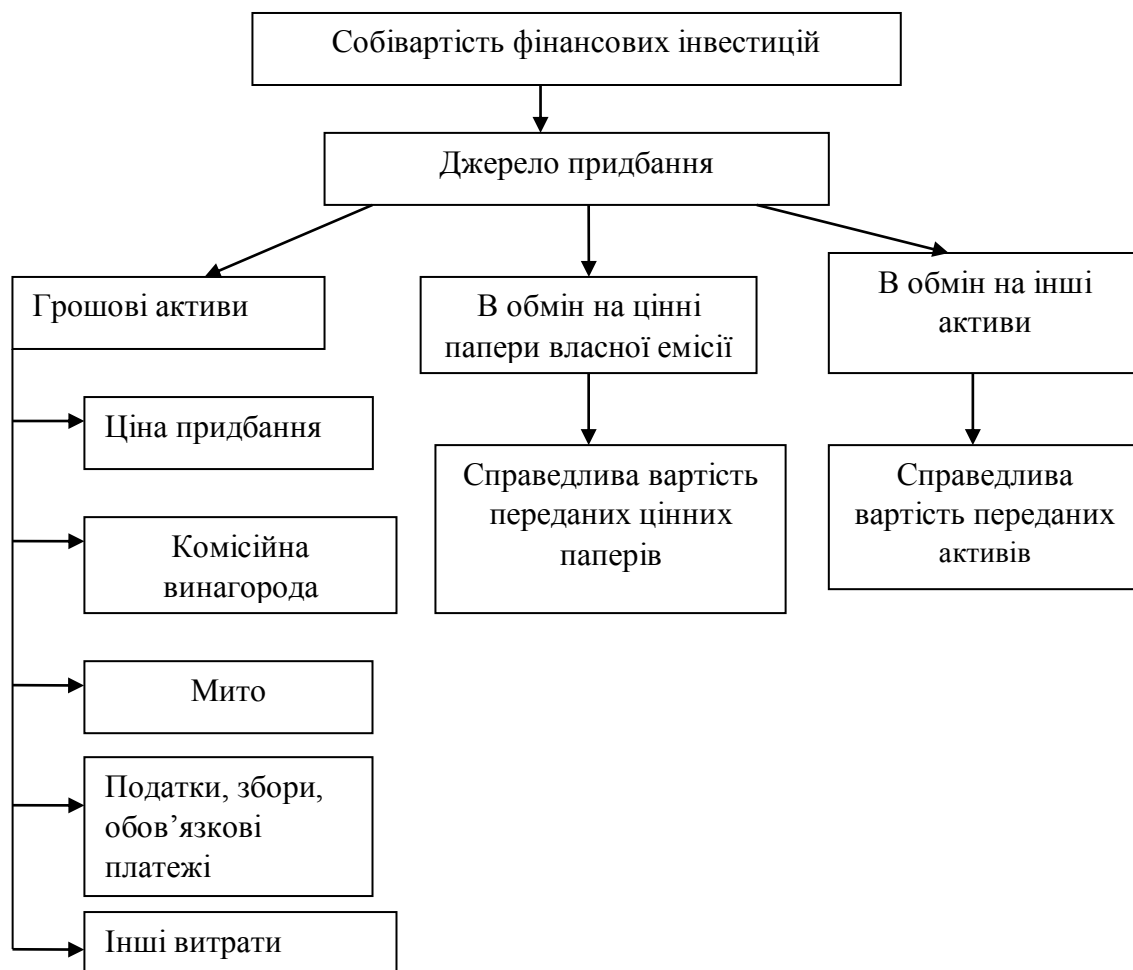 Собівартість фінансових інвестицій
Джерело придбання
Грошові активи
В обмін на цінні
папери власної емісії
В обмін на інші
активи
Ціна придбання
Комісійна
винагорода
Мито
Податки, збори,
обов’язкові
платежі
Інші витрати
Справедлива вартість
переданих цінних
паперів
Справедлива
вартість переданих
активів